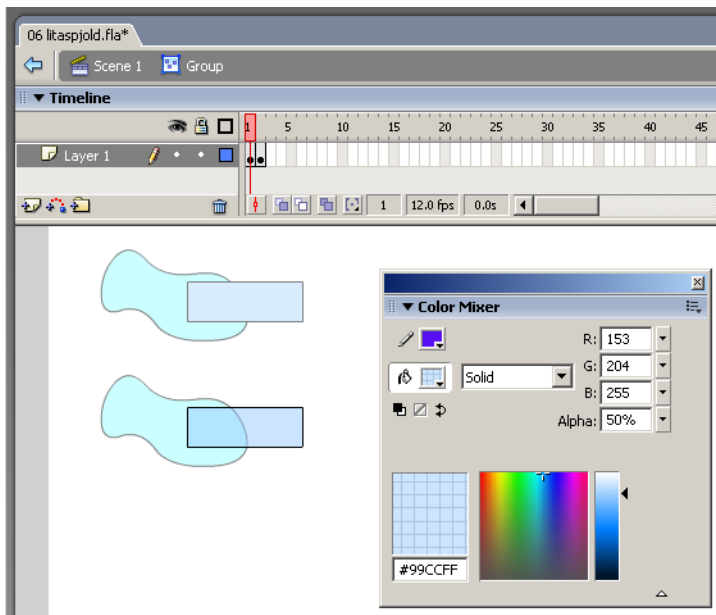 06 litaspjold.fla*
Scene 1 Group
Timeline
1 5 10 15 20 25 30 35 40 45
Layer 1
1 12.0 fps 0.0s
Color Mixer
R: 153
G: 204
Solid
B: 255
Alpha: 50%
#99CCFF